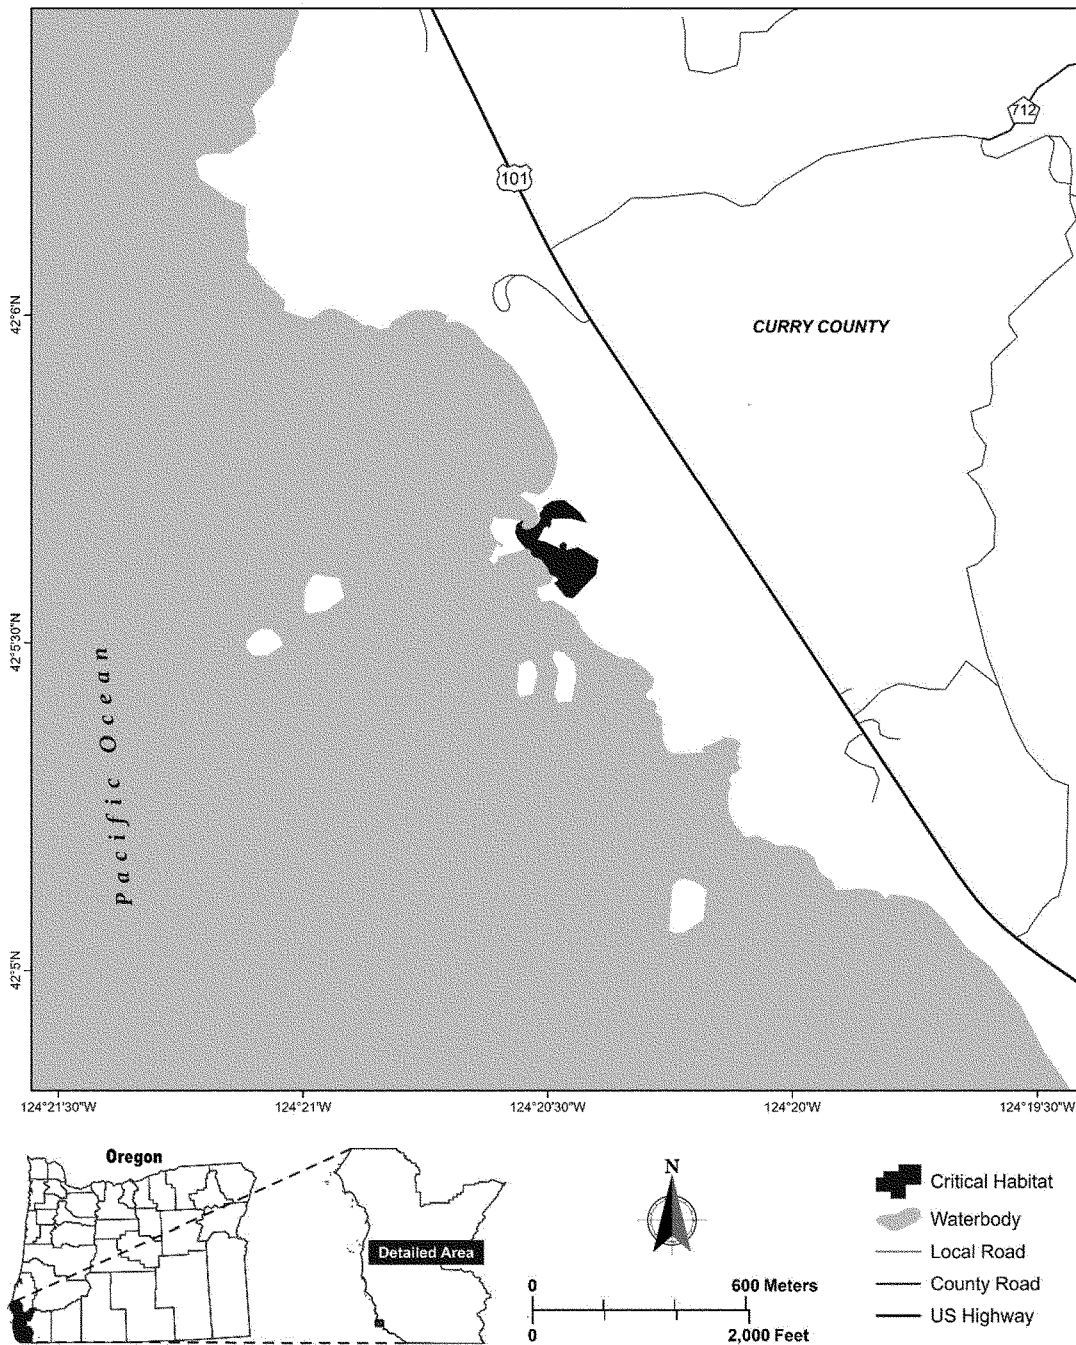 712
101
CURRY COUNTY
42°6'N
42°5'30"N
Pacific Ocean
42°5'N
124°21'30"W
124°21'W
124°20'30"W
124°20'W
124°19'30"W
Oregon
Detailed Area
N
0
600 Meters
0
2,000 Feet
Critical Habitat
Waterbody
Local Road
County Road
US Highway